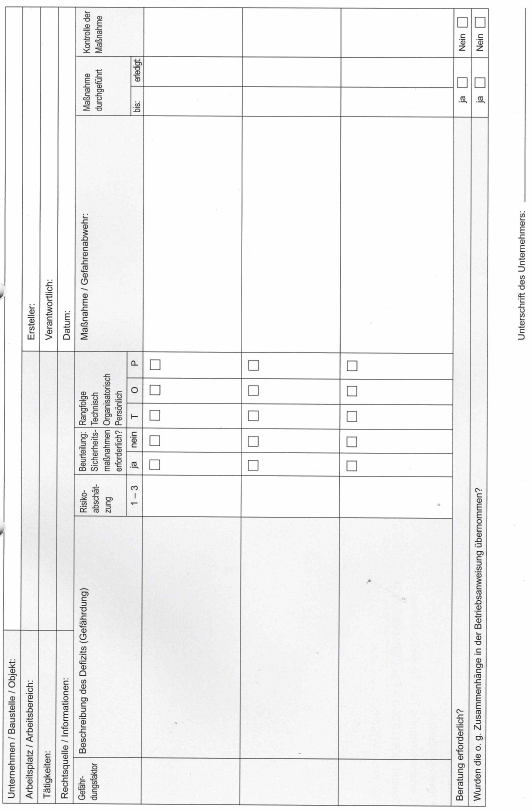 Unternehmen / Baustelle / Objekt:
Arbeitsplatz / Arbeitsbereich:
Ersteller:
Tätigkeiten:
Verantwortlich:
Rechtsquelle / Informationen:
Datum:
Gefähr-
dungsfaktor
Beschreibung des Defizits (Gefährdung)
Risiko-
abschät-
zung
1 – 3
Beurteilung:
Sicherheits-
maßnahmen
erforderlich?
ja nein
Rangfolge
Technisch
Organisatorisch
Persönlich
T O P
Maßnahme / Gefahrenabwehr:
Maßnahme
durchgeführt
bis: erledigt:
Kontrolle der
Maßnahme
Beratung erforderlich? ja Nein
Wurden die o. g. Zusammenhänge in der Betriebsanweisung übernommen? ja Nein
Unterschrift des Unternehmers: